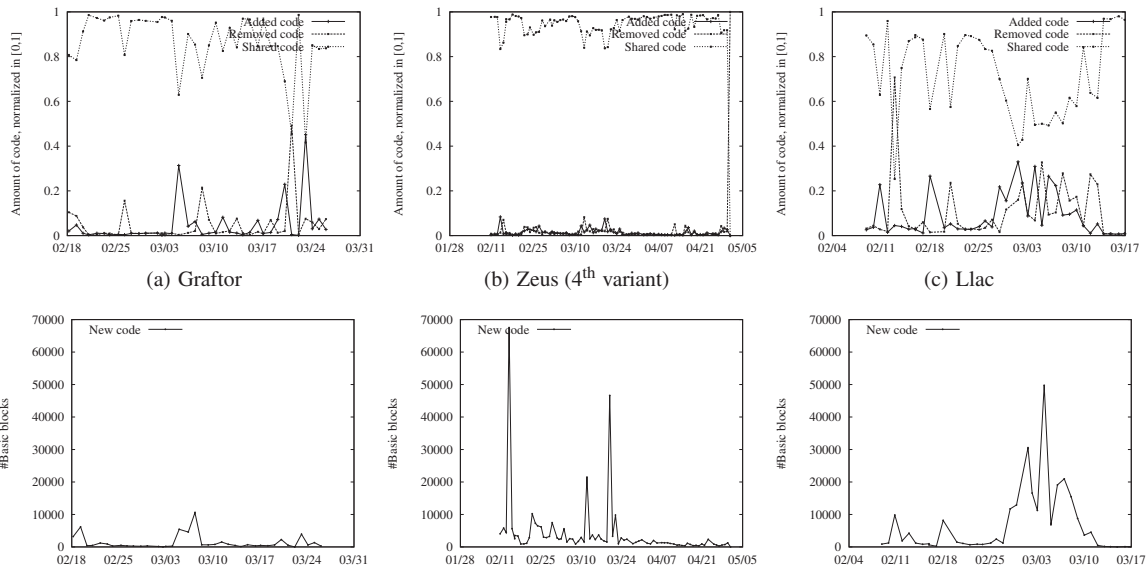 Amount of code, normalized in [0,1]
1
0.8
0.6
0.4
0.2
0
Added code
Removed code
Shared code
02/18 02/25 03/03 03/10 03/17 03/24 03/31
(a) Graftor
Amount of code, normalized in [0,1]
1
0.8
0.6
0.4
0.2
0
Added code
Removed code
Shared code
01/28 02/11 02/25 03/10 03/24 04/07 04/21 05/05
(b) Zeus (4th variant)
Amount of code, normalized in [0,1]
1
0.8
0.6
0.4
0.2
0
Added code
Removed code
Shared code
02/04 02/11 02/18 02/25 03/03 03/10 03/17
(c) Llac
#Basic blocks
70000
60000
50000
40000
30000
20000
10000
0
New code
02/18 02/25 03/03 03/10 03/17 03/24 03/31
#Basic blocks
70000
60000
50000
40000
30000
20000
10000
0
New code
01/28 02/11 02/25 03/10 03/24 04/07 04/21 05/05
#Basic blocks
70000
60000
50000
40000
30000
20000
10000
0
New code
02/04 02/11 02/18 02/25 03/03 03/10 03/17